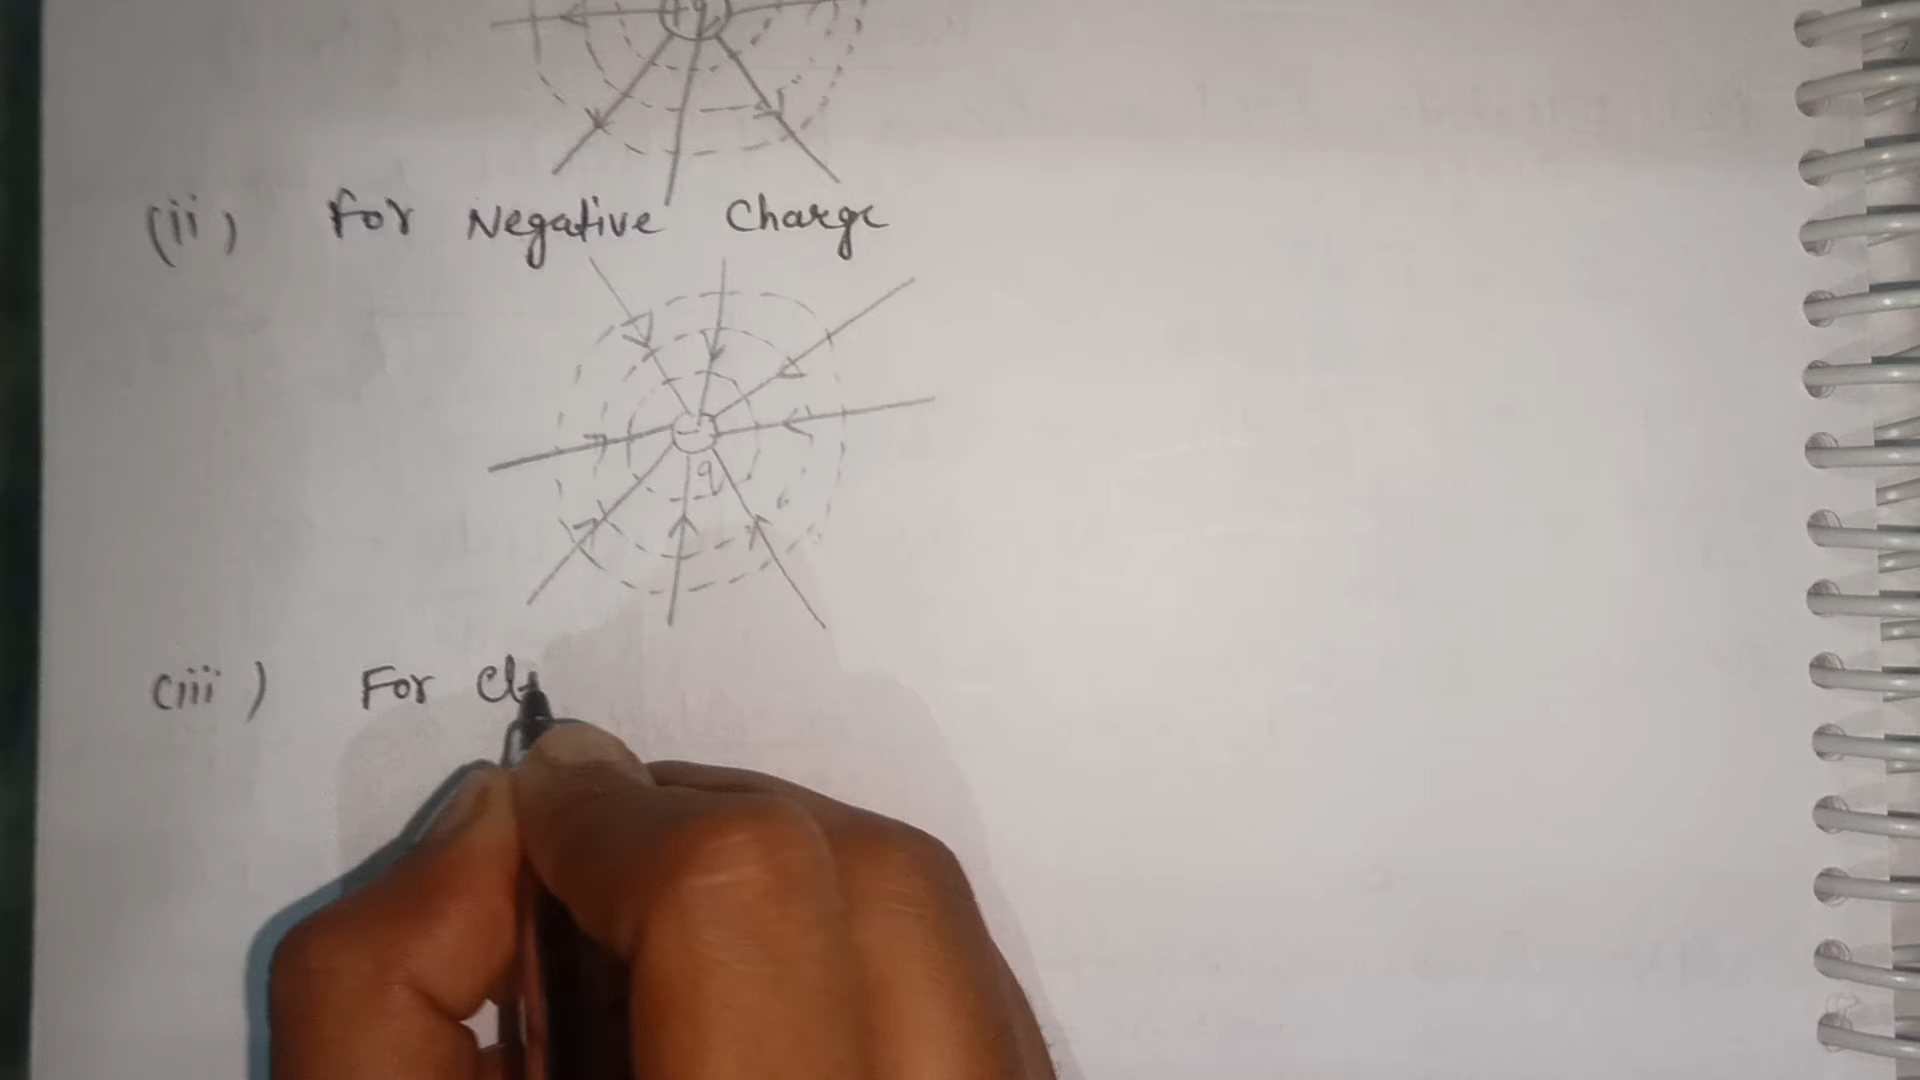 +q
(ii) For Negative Charge
-
q
(iii) For